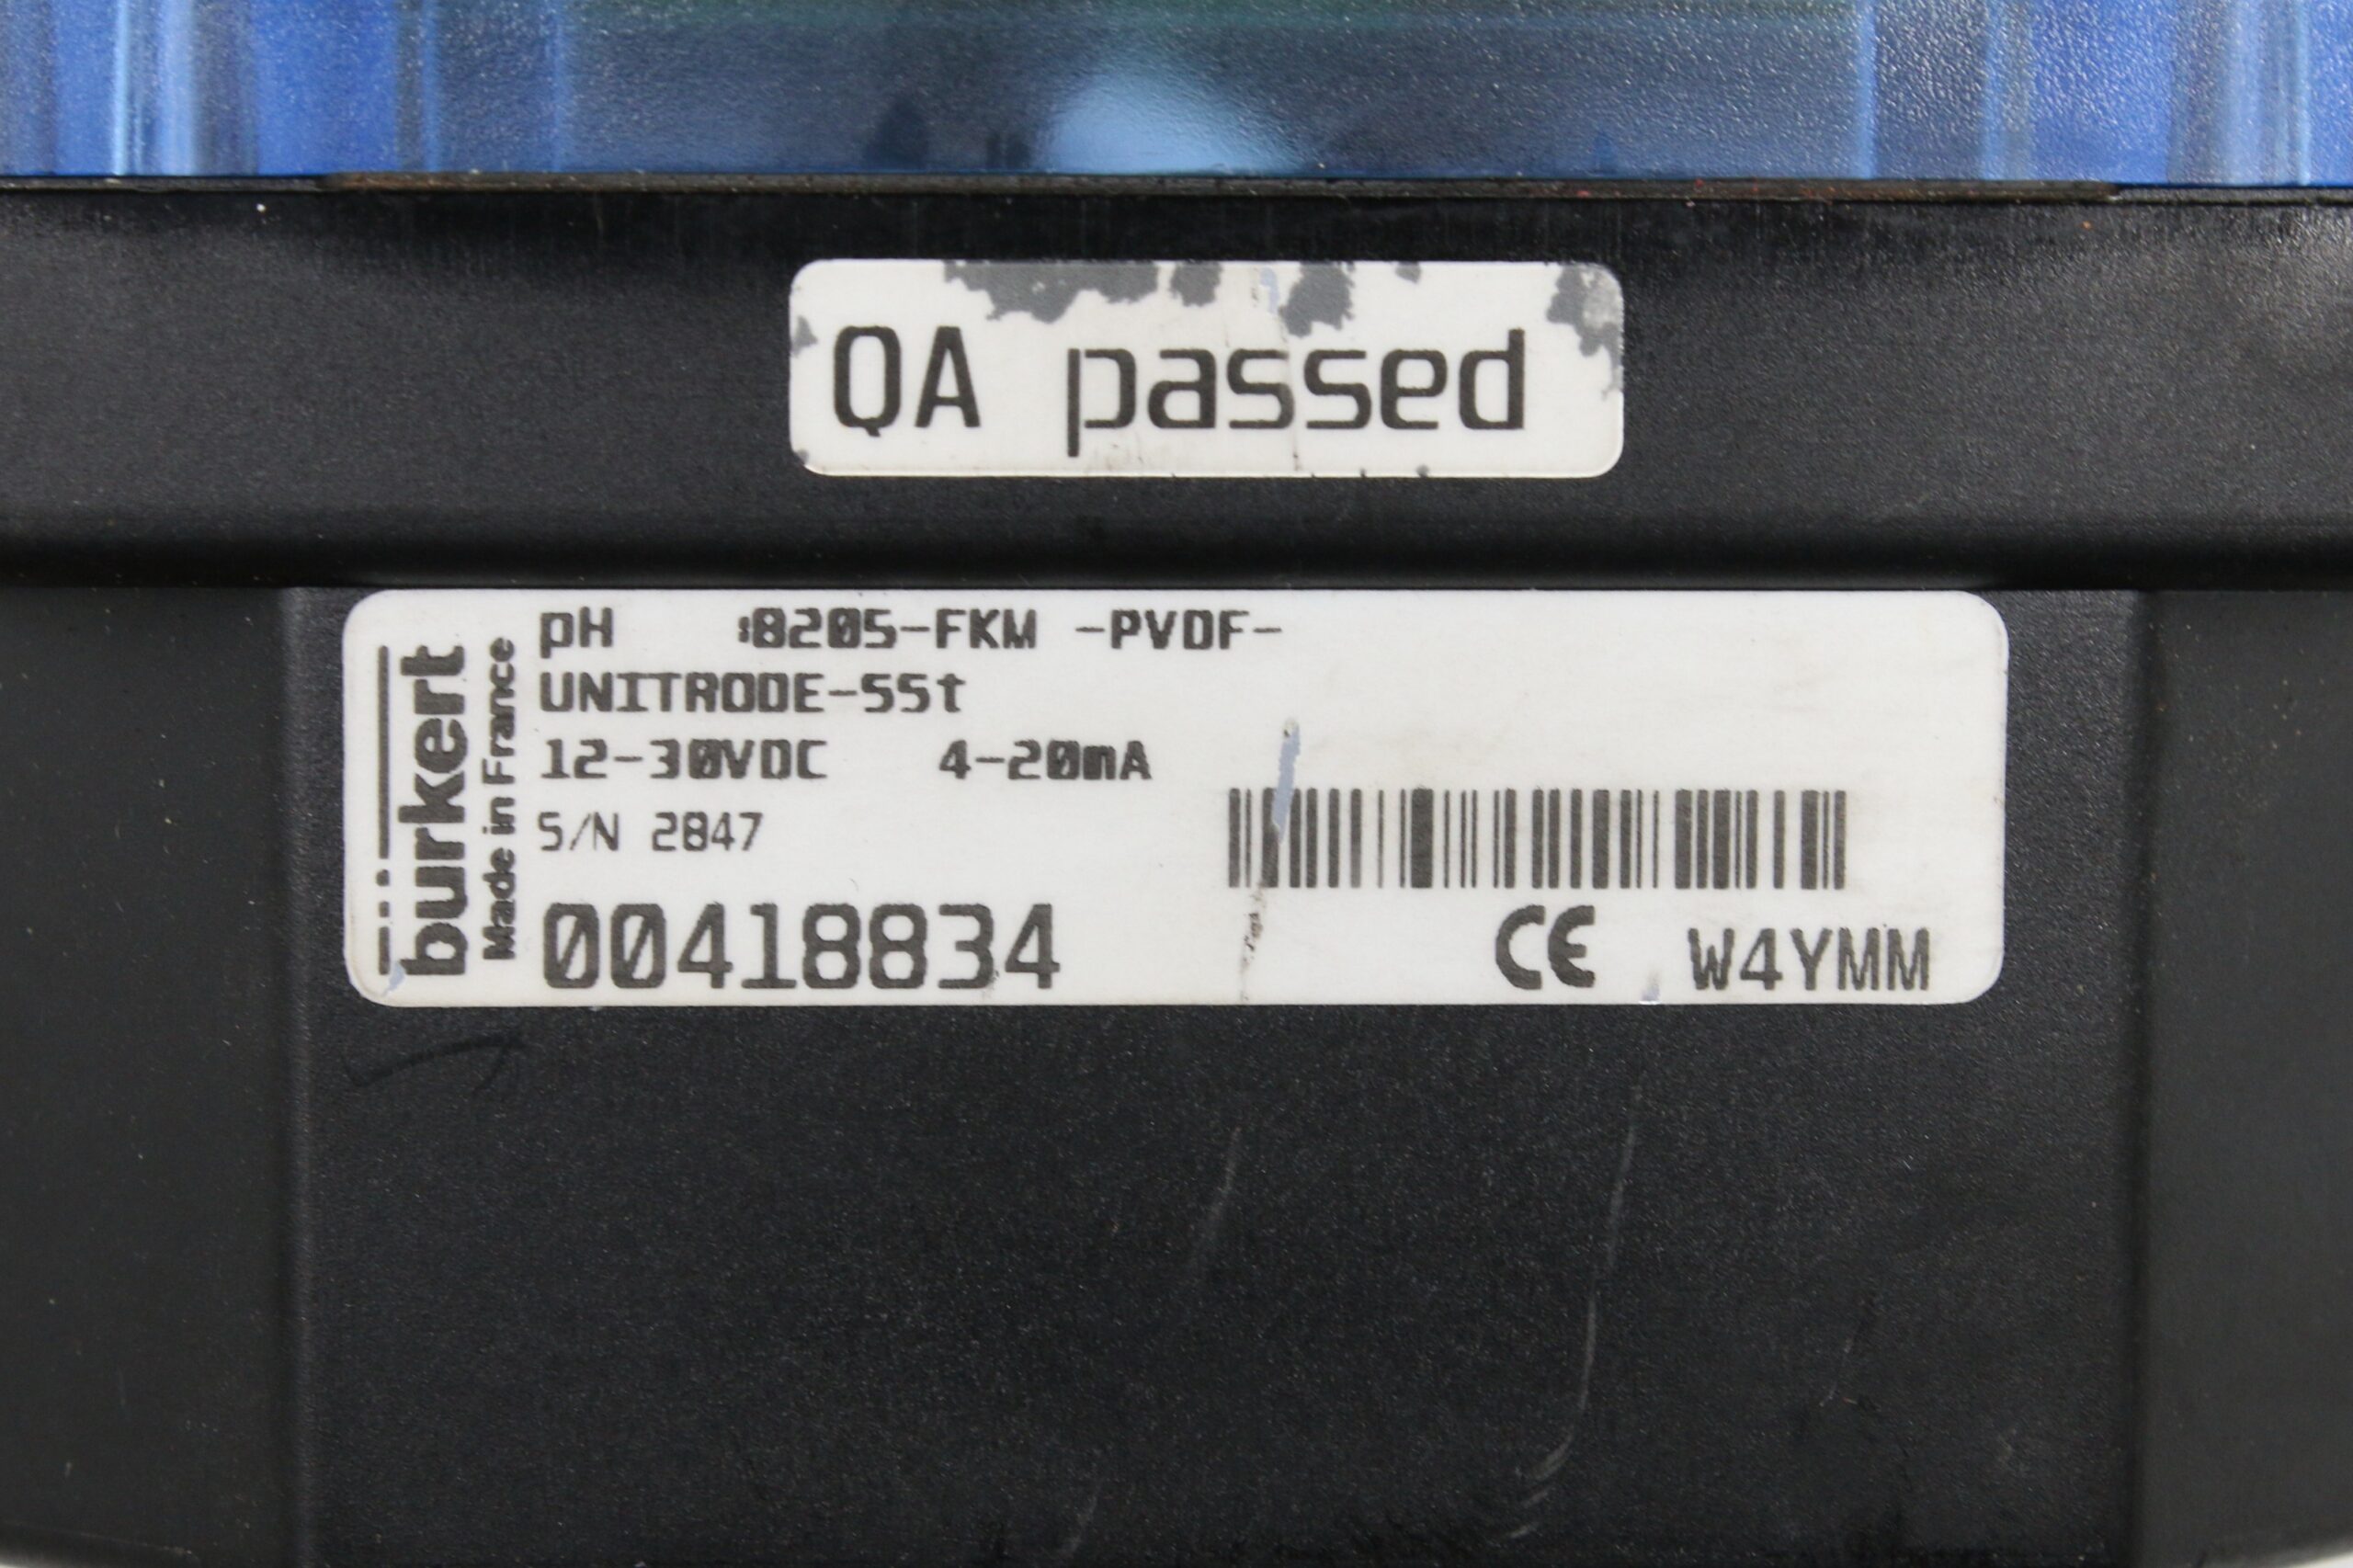 QA passed
bürkert
Made in France
pH :8205-FKM -PVDF-
UNITRODE-SSt
12-30VDC 4-20mA
S/N 2847
00418834
CE W4YMM